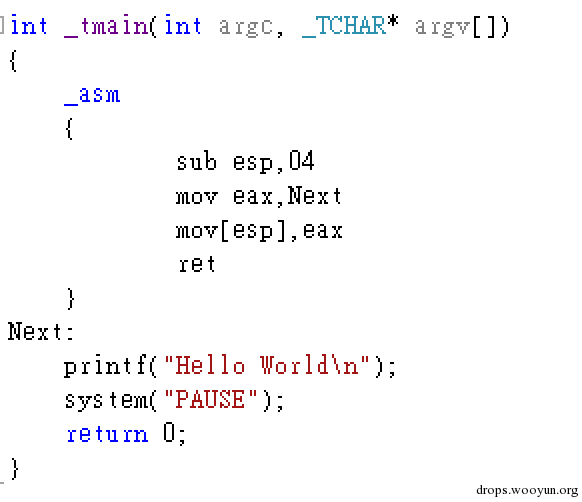 int _tmain(int argc, _TCHAR* argv[])
{
_asm
{
sub esp,04
mov eax,Next
mov[esp],eax
ret
}
Next:
printf("Hello World\n");
system("PAUSE");
return 0;
}
drops.wooyun.org